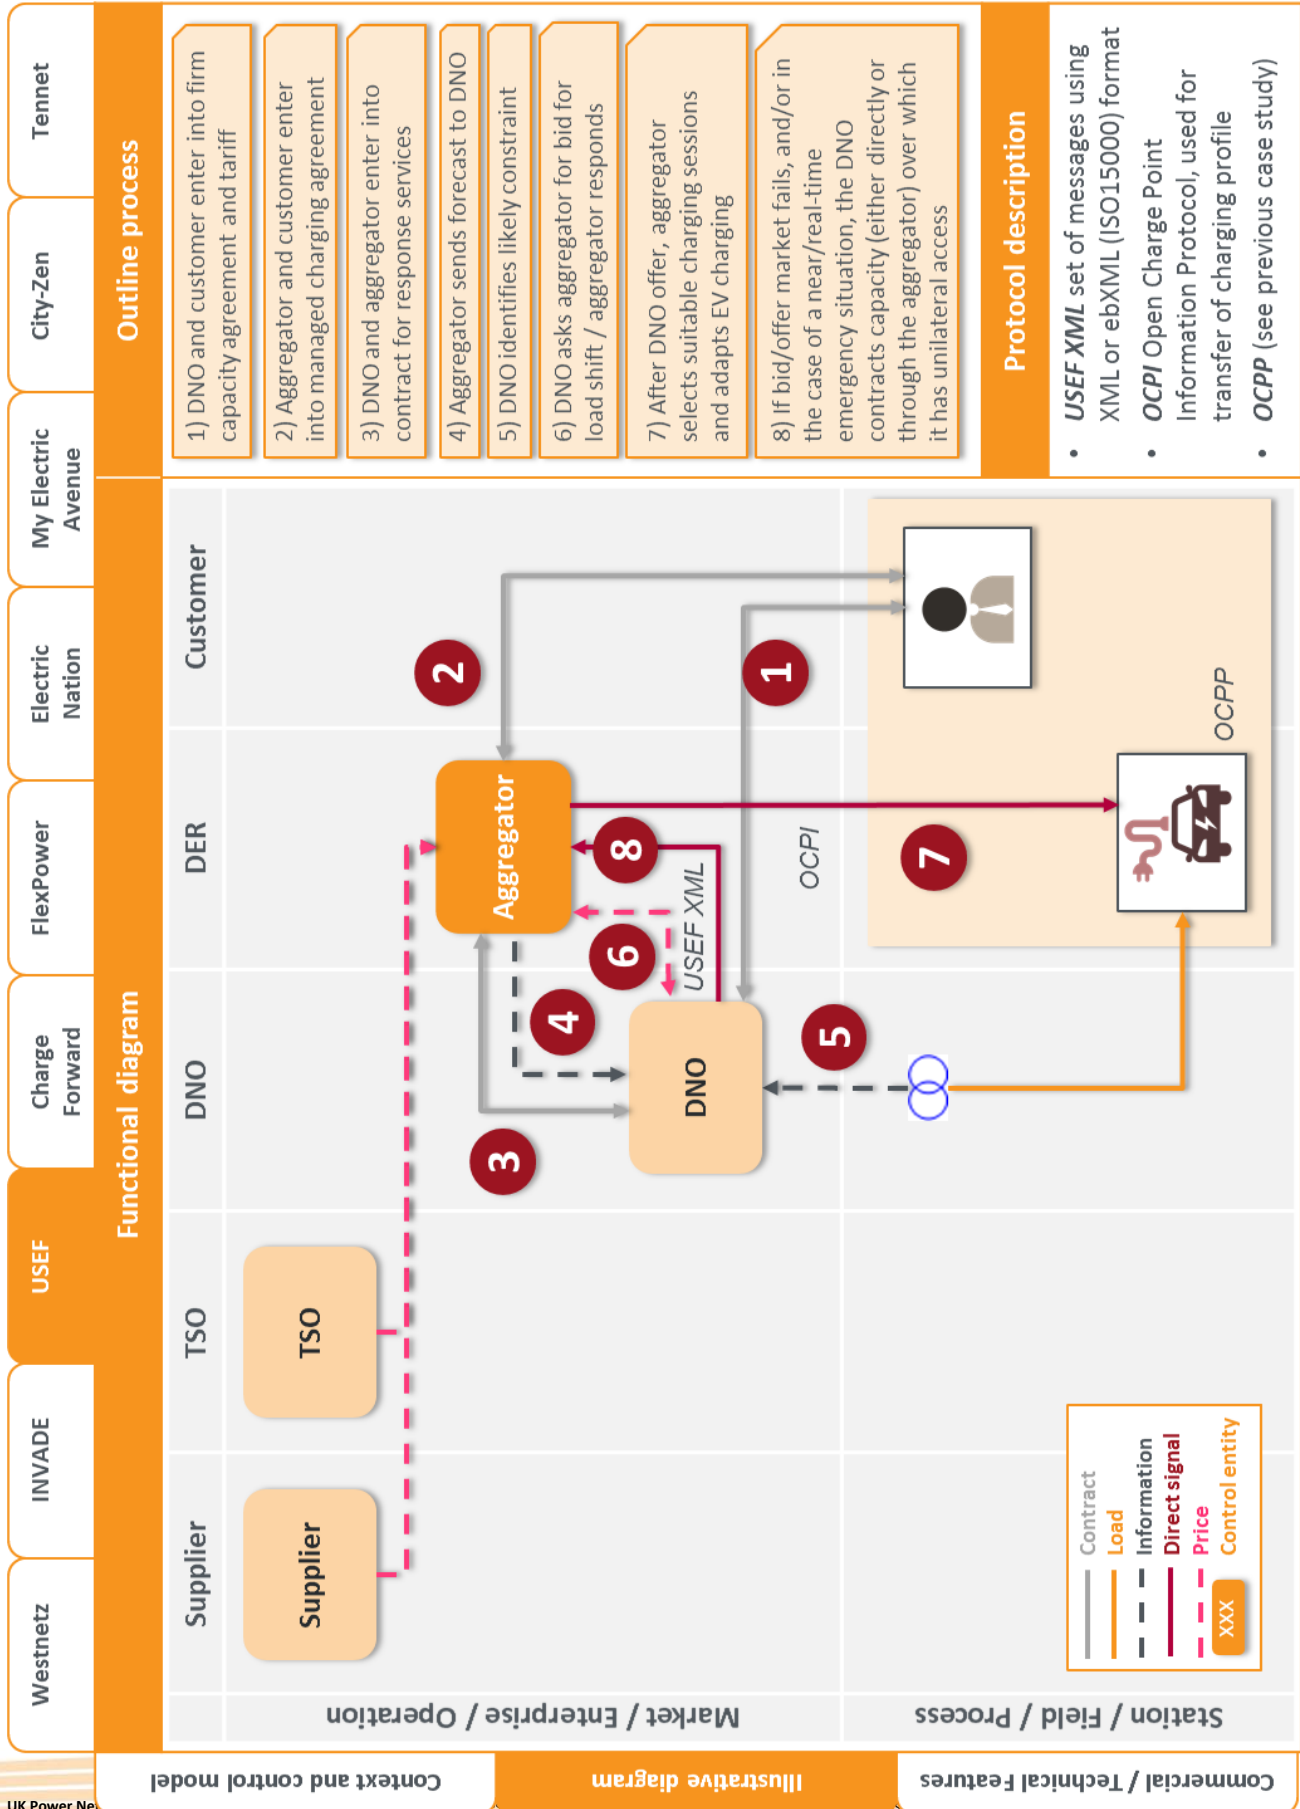 Westnetz
INVADE
USEF
Charge
Forward
FlexPower
Electric
Nation
My Electric
Avenue
City-Zen
Tennet
Functional diagram
Outline process
Supplier
TSO
DNO
DER
Customer
Supplier
TSO
Aggregator
DNO
1
2
3
4
5
6
7
8
USEF XML
OCPI
OCPP
Market / Enterprise / Operation
Station / Field / Process
Contract
Load
Information
Direct signal
Price
XXX Control entity
1) DNO and customer enter into firm
capacity agreement and tariff
2) Aggregator and customer enter
into managed charging agreement
3) DNO and aggregator enter into
contract for response services
4) Aggregator sends forecast to DNO
5) DNO identifies likely constraint
6) DNO asks aggregator for bid for
load shift / aggregator responds
7) After DNO offer, aggregator
selects suitable charging sessions
and adapts EV charging
8) If bid/offer market fails, and/or in
the case of a near/real-time
emergency situation, the DNO
contracts capacity (either directly or
through the aggregator) over which
it has unilateral access
Protocol description
• USEF XML set of messages using
XML or ebXML (ISO15000) format
• OCPI Open Charge Point
Information Protocol, used for
transfer of charging profile
• OCPP (see previous case study)
Context and control model
Illustrative diagram
Commercial / Technical Features
UK Power Ne